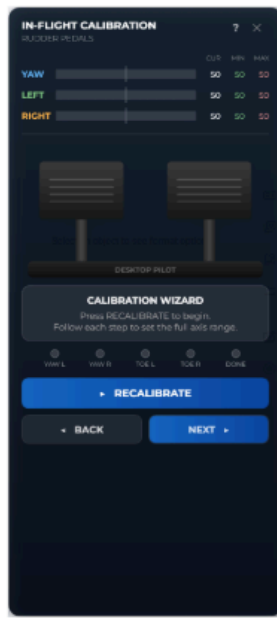 IN-FLIGHT CALIBRATION ? ×
RUDDER PEDALS
CUR MIN MAX
YAW 50 50 50
LEFT 50 50 50
RIGHT 50 50 50
DESKTOP PILOT
CALIBRATION WIZARD
Press RECALIBRATE to begin.
Follow each step to set the full axis range.
YAW L YAW R TOE L TOE R DONE
► RECALIBRATE
◄ BACK NEXT ►